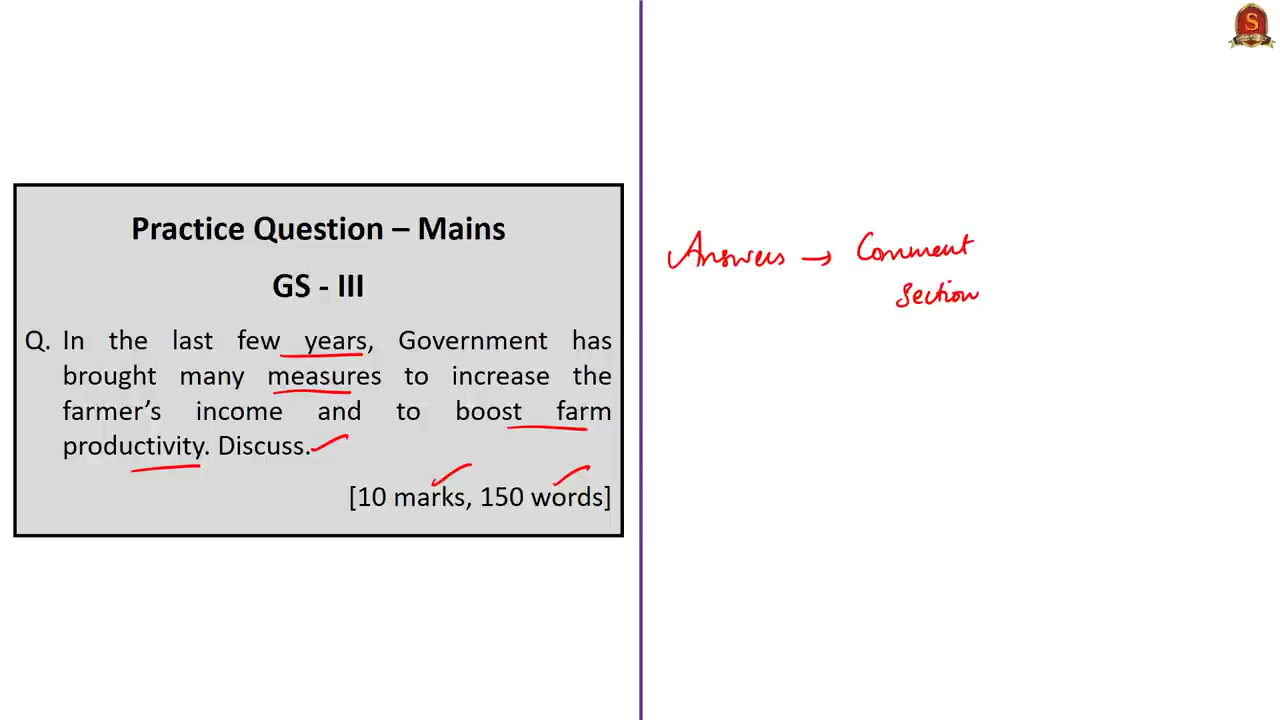 Practice Question – Mains
GS - III
Q. In the last few years, Government has
brought many measures to increase the
farmer's income and to boost farm
productivity. Discuss.
[10 marks, 150 words]
Answers → Comment
Section
S